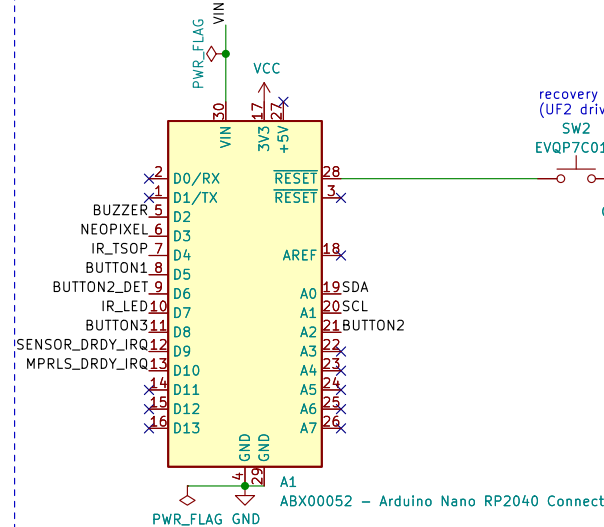 VIN
PWR_FLAG
VCC
30
17
27
VIN
3V3
+5V
recovery
(UF2 driv
SW2
EVQP7C01
2 D0/RX
RESET 28
1 D1/TX
RESET 3
BUZZER 5 D2
NEOPIXEL 6 D3
IR_TSOP 7 D4
AREF 18
BUTTON1 8 D5
BUTTON2_DET 9 D6
A0 19 SDA
IR_LED 10 D7
A1 20 SCL
BUTTON3 11 D8
A2 21 BUTTON2
SENSOR_DRDY_IRQ 12 D9
A3 22
MPRLS_DRDY_IRQ 13 D10
A4 23
14 D11
A5 24
15 D12
A6 25
16 D13
A7 26
GND
GND
4
29
A1
ABX00052 – Arduino Nano RP2040 Connect
PWR_FLAG GND